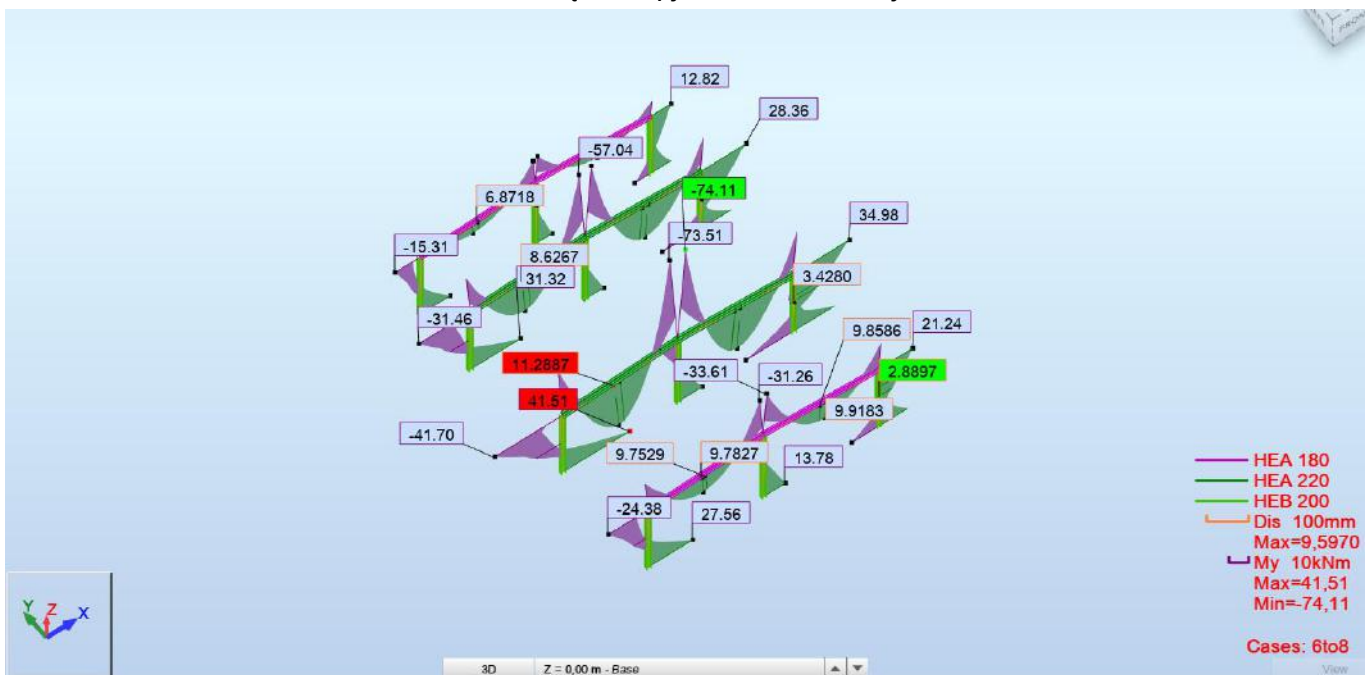 12.82
28.36
-57.04
-74.11
6.8718
34.98
-73.51
-15.31
8.6267
31.32
3.4280
-31.46
9.8586
21.24
11.2887
-33.61
-31.26
2.8897
41.51
9.9183
-41.70
9.7529
9.7827
13.78
-24.38
27.56
HEA 180
HEA 220
HEB 200
Dis 100mm
Max=9,5970
My 10kNm
Max=41,51
Min=-74,11
Cases: 6to8
Y Z X
3D Z = 0,00 m - Base
View